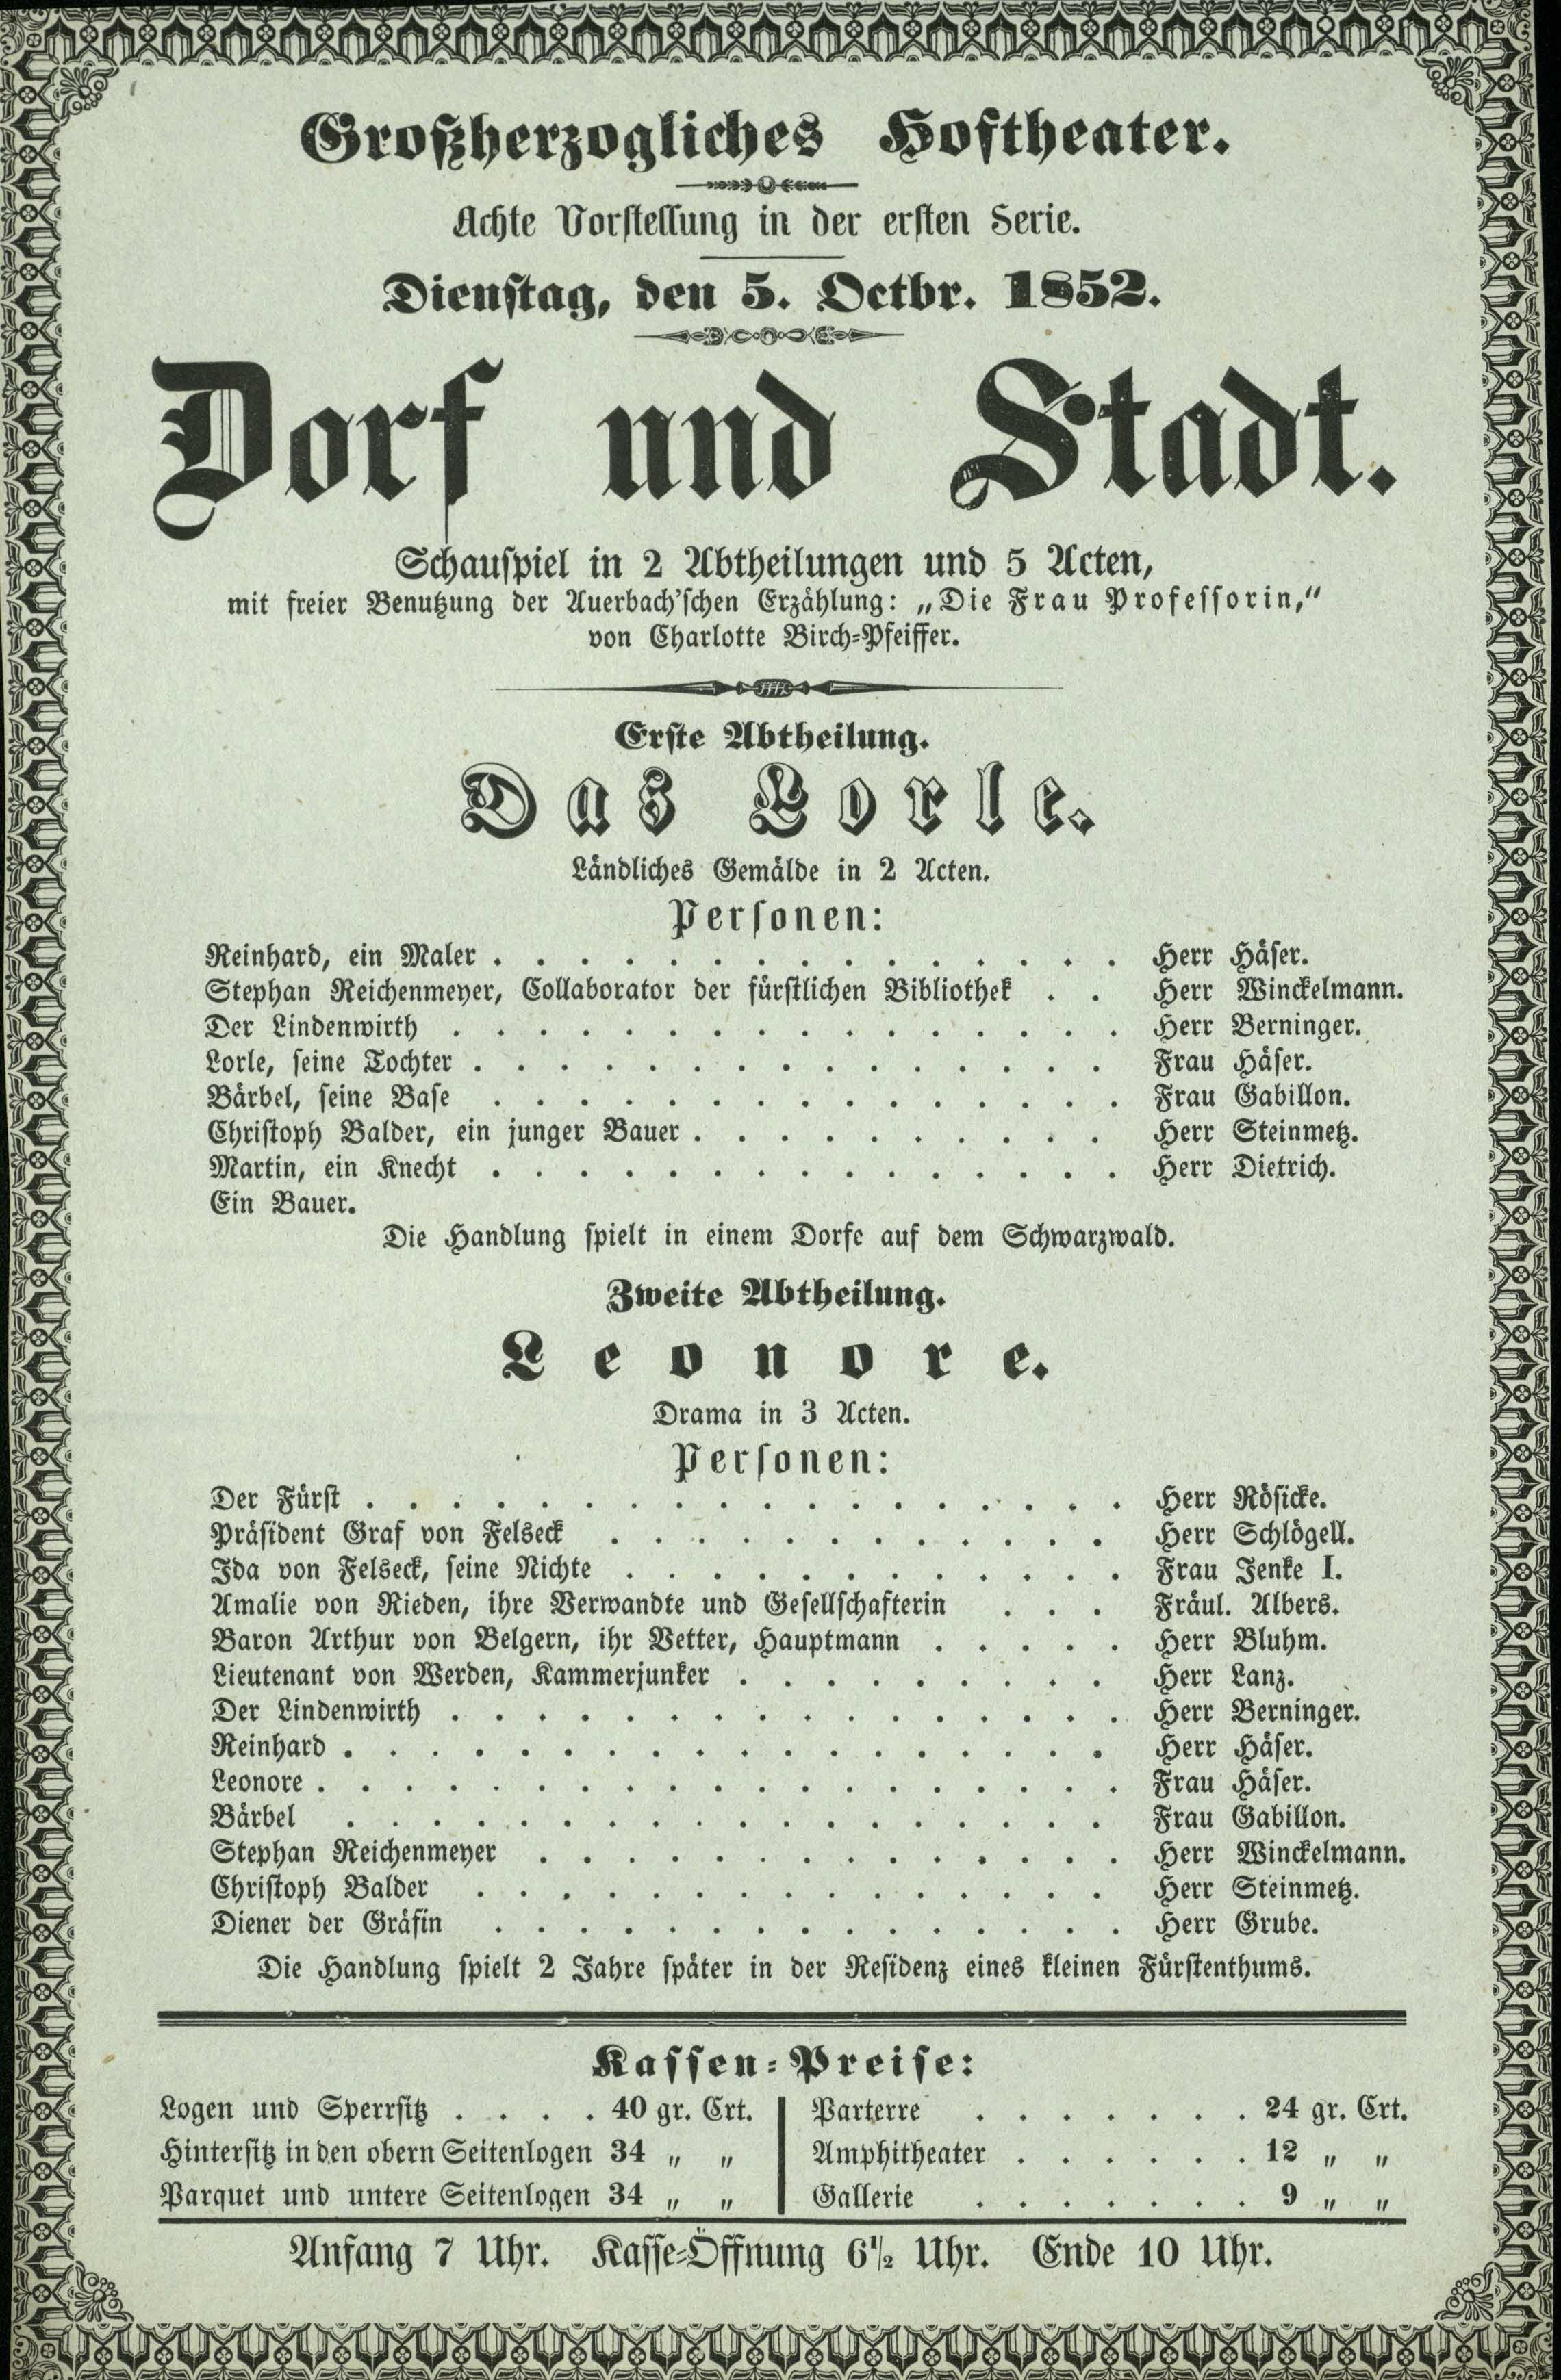 Großherzogliches Hoftheater.
Achte Vorstellung in der ersten Serie.
Dienstag, den 5. Octbr. 1852.
Dorf und Stadt.
Schauspiel in 2 Abtheilungen und 5 Acten,
mit freier Benutzung der Auerbach'schen Erzählung: „Die Frau Professorin,“
von Charlotte Birch-Pfeiffer.
Erste Abtheilung.
Das Lorle.
Ländliches Gemälde in 2 Acten.
Personen:
Reinhard, ein Maler . . . . . . . . . . . . . . . Herr Häser.
Stephan Reichenmeyer, Collaborator der fürstlichen Bibliothek . . Herr Winckelmann.
Der Lindenwirth . . . . . . . . . . . . . . . . Herr Berninger.
Lorle, seine Tochter . . . . . . . . . . . . . . . Frau Häser.
Bärbel, seine Base . . . . . . . . . . . . . . . Frau Gabillon.
Christoph Balder, ein junger Bauer . . . . . . . . . . Herr Steinmetz.
Martin, ein Knecht . . . . . . . . . . . . . . . Herr Dietrich.
Ein Bauer.
Die Handlung spielt in einem Dorfe auf dem Schwarzwald.
Zweite Abtheilung.
Leonore.
Drama in 3 Acten.
Personen:
Der Fürst . . . . . . . . . . . . . . . . . . Herr Rösicke.
Präsident Graf von Felseck . . . . . . . . . . . . Herr Schlögell.
Ida von Felseck, seine Nichte . . . . . . . . . . . . Frau Jenke I.
Amalie von Rieden, ihre Verwandte und Gesellschafterin . . . Fräul. Albers.
Baron Arthur von Belgern, ihr Vetter, Hauptmann . . . . . Herr Bluhm.
Lieutenant von Werden, Kammerjunker . . . . . . . . . Herr Lanz.
Der Lindenwirth . . . . . . . . . . . . . . . . Herr Berninger.
Reinhard . . . . . . . . . . . . . . . . . . Herr Häser.
Leonore . . . . . . . . . . . . . . . . . . . Frau Häser.
Bärbel . . . . . . . . . . . . . . . . . . Frau Gabillon.
Stephan Reichenmeyer . . . . . . . . . . . . . . Herr Winckelmann.
Christoph Balder . . . . . . . . . . . . . . . Herr Steinmetz.
Diener der Gräfin . . . . . . . . . . . . . . . Herr Grube.
Die Handlung spielt 2 Jahre später in der Residenz eines kleinen Fürstenthums.
Kassen-Preise:
Logen und Sperrsitz . . . . 40 gr. Crt.
Hintersitz in den obern Seitenlogen 34 „ „
Parquet und untere Seitenlogen 34 „ „
Parterre . . . . . . . 24 gr. Crt.
Amphitheater . . . . . . 12 „ „
Gallerie . . . . . . . 9 „ „
Anfang 7 Uhr. Kasse-Öffnung 6½ Uhr. Ende 10 Uhr.